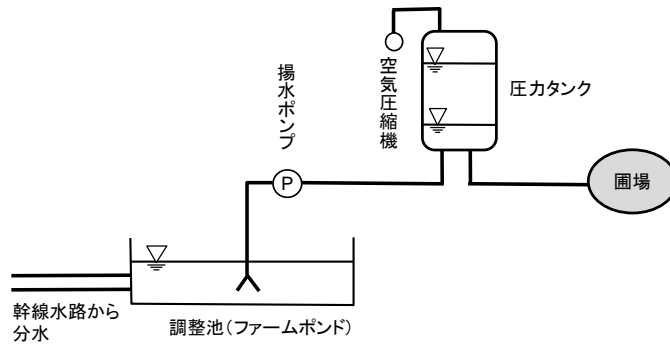 揚水ポンプ
空気圧縮機
圧力タンク
P
圃場
幹線水路から
分水
調整池(ファームポンド)